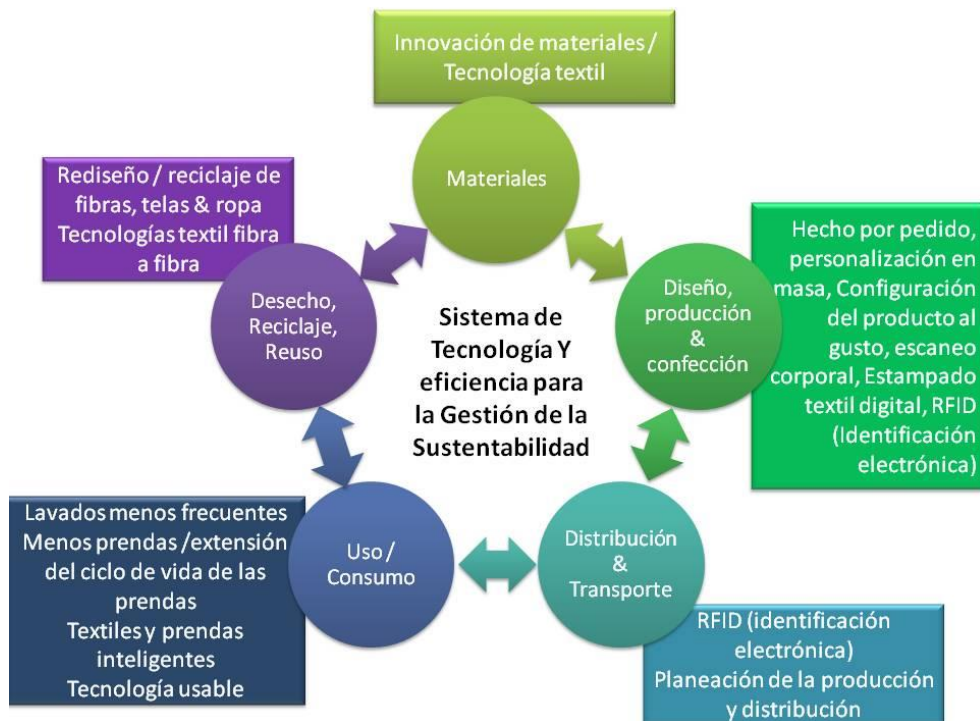 Innovación de materiales /
Tecnología textil
Materiales
Rediseño / reciclaje de
fibras, telas & ropa
Tecnologías textil fibra
a fibra
Desecho,
Reciclaje,
Reuso
Sistema de
Tecnología Y
eficiencia para
la Gestión de la
Sustentabilidad
Diseño,
producción
&
confección
Hecho por pedido,
personalización en
masa, Configuración
del producto al
gusto, escaneo
corporal, Estampado
textil digital, RFID
(Identificación
electrónica)
Lavados menos frecuentes
Menos prendas /extensión
del ciclo de vida de las
prendas
Textiles y prendas
inteligentes
Tecnología usable
Uso /
Consumo
Distribución
&
Transporte
RFID (identificación
electrónica)
Planeación de la producción
y distribución